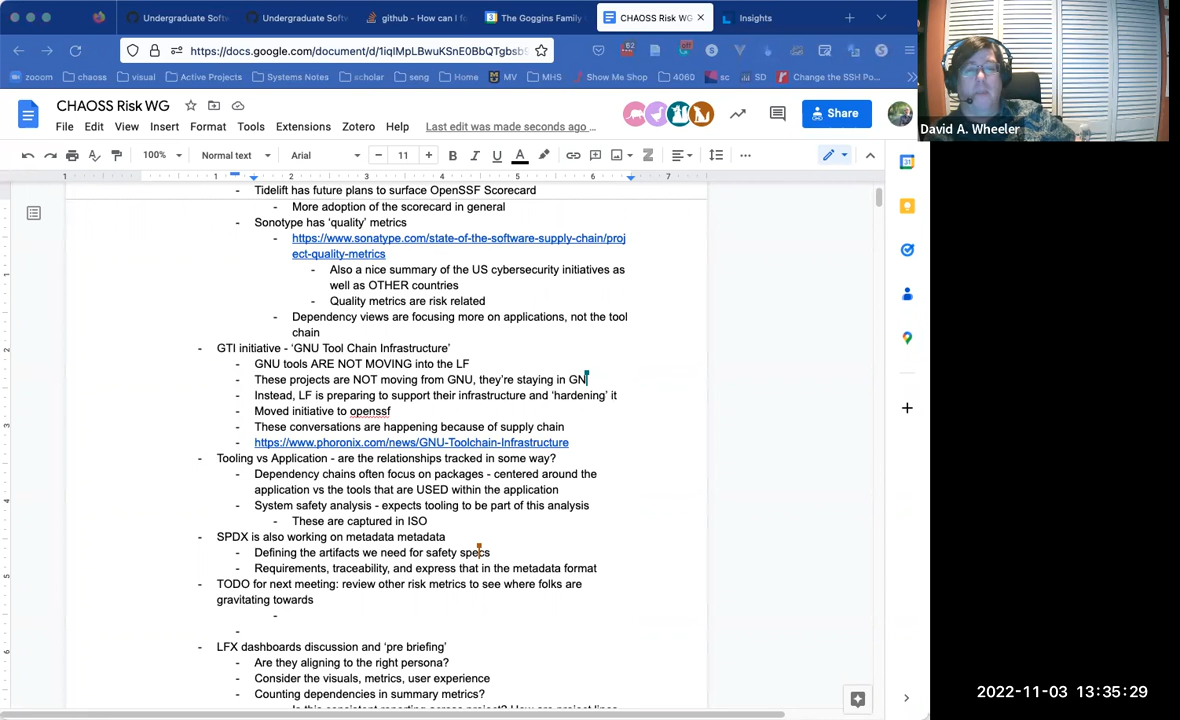 Undergraduate Softw
Undergraduate Softw
github - How can I fo
The Goggins Family
CHAOSS Risk WG
Insights
https://docs.google.com/document/d/1iqlMpLBwuKSnE0BbQTgsbsB
zooom
chaoss
visual
Active Projects
Systems Notes
scholar
seng
Home
MV
MHS
Show Me Shop
4060
sc
SD
Change the SSH Po...
CHAOSS Risk WG
File Edit View Insert Format Tools Extensions Zotero Help Last edit was made seconds ago ...
Share
David A. Wheeler
100% Normal text Arial - 11 + B I U A
- Tidelift has future plans to surface OpenSSF Scorecard
- More adoption of the scorecard in general
- Sonotype has ‘quality’ metrics
- https://www.sonatype.com/state-of-the-software-supply-chain/proj
ect-quality-metrics
- Also a nice summary of the US cybersecurity initiatives as
well as OTHER countries
- Quality metrics are risk related
- Dependency views are focusing more on applications, not the tool
chain
- GTI initiative - ‘GNU Tool Chain Infrastructure’
- GNU tools ARE NOT MOVING into the LF
- These projects are NOT moving from GNU, they’re staying in GN
- Instead, LF is preparing to support their infrastructure and ‘hardening’ it
- Moved initiative to openssf
- These conversations are happening because of supply chain
- https://www.phoronix.com/news/GNU-Toolchain-Infrastructure
- Tooling vs Application - are the relationships tracked in some way?
- Dependency chains often focus on packages - centered around the
application vs the tools that are USED within the application
- System safety analysis - expects tooling to be part of this analysis
- These are captured in ISO
- SPDX is also working on metadata metadata
- Defining the artifacts we need for safety specs
- Requirements, traceability, and express that in the metadata format
- TODO for next meeting: review other risk metrics to see where folks are
gravitating towards
-
-
- LFX dashboards discussion and ‘pre briefing’
- Are they aligning to the right persona?
- Consider the visuals, metrics, user experience
- Counting dependencies in summary metrics?
2022-11-03 13:35:29